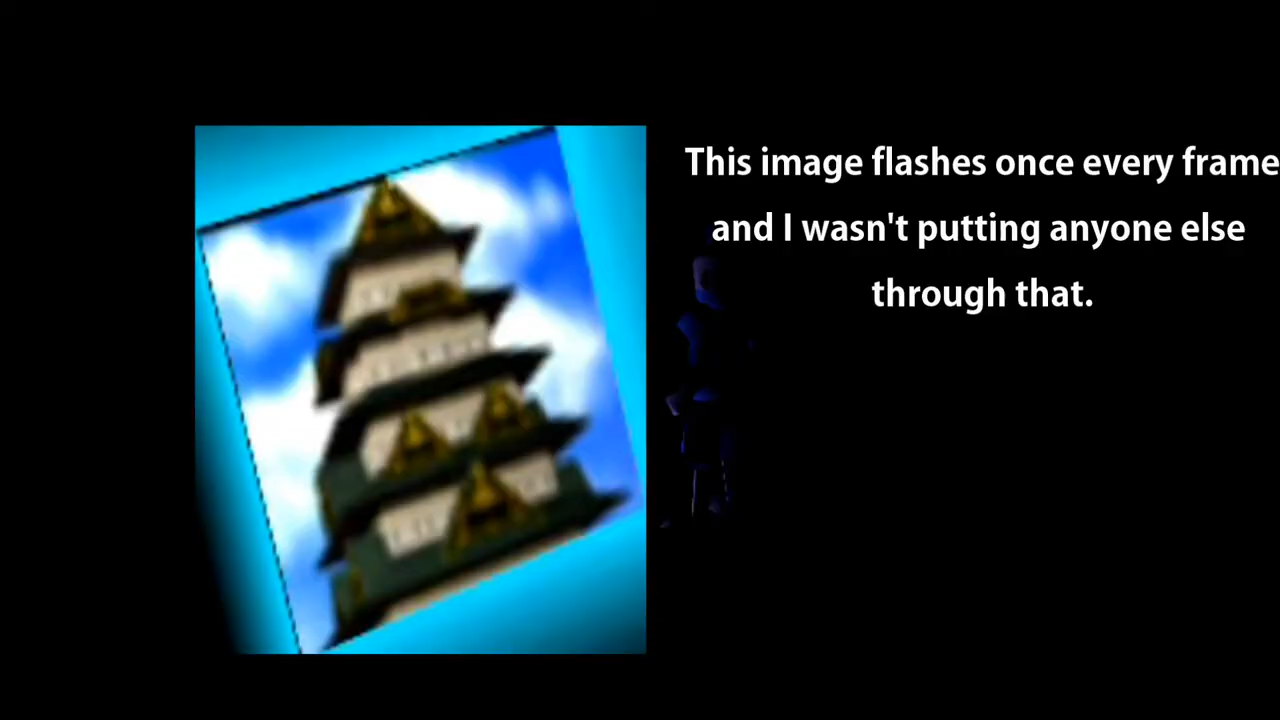 This image flashes once every frame
and I wasn't putting anyone else
through that.